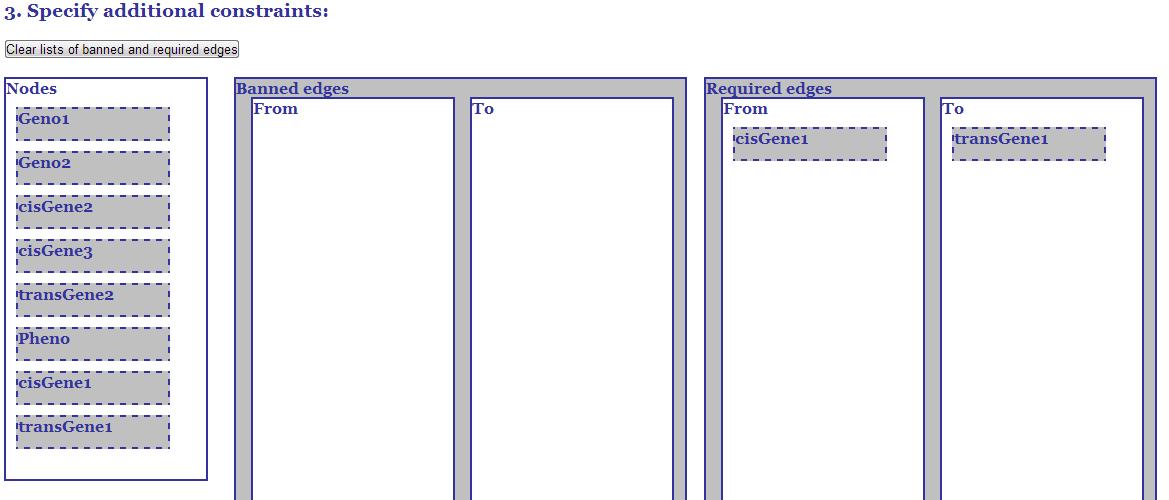 3. Specify additional constraints:
Clear lists of banned and required edges
Nodes
Geno1
Geno2
cisGene2
cisGene3
transGene2
Pheno
cisGene1
transGene1
Banned edges
From
To
Required edges
From
cisGene1
To
transGene1